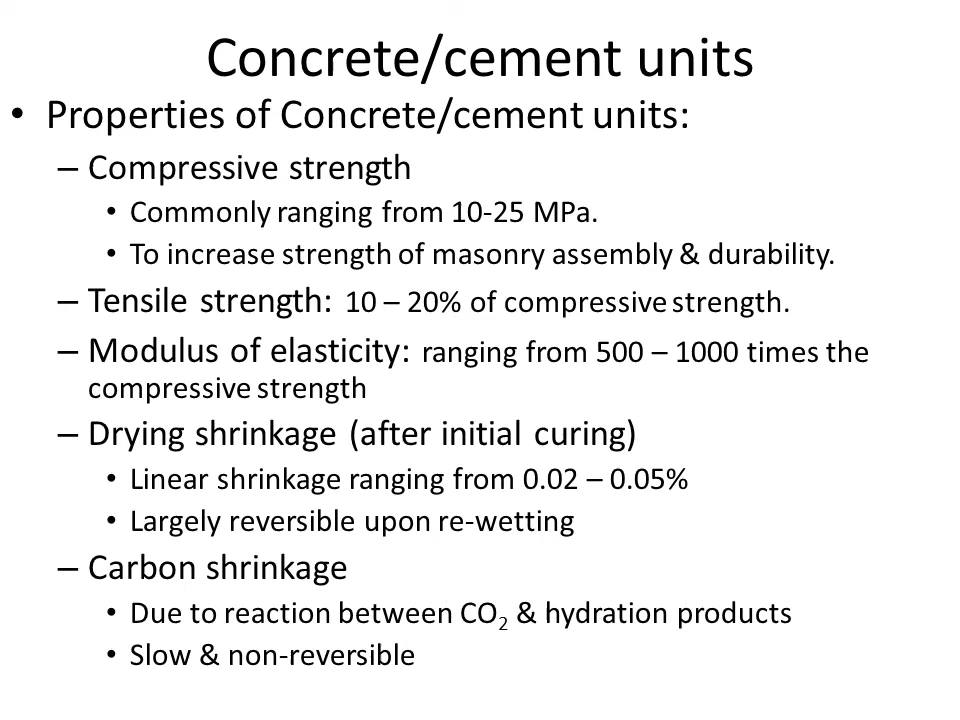 Concrete/cement units
• Properties of Concrete/cement units:
– Compressive strength
• Commonly ranging from 10-25 MPa.
• To increase strength of masonry assembly & durability.
– Tensile strength: 10 – 20% of compressive strength.
– Modulus of elasticity: ranging from 500 – 1000 times the
compressive strength
– Drying shrinkage (after initial curing)
• Linear shrinkage ranging from 0.02 – 0.05%
• Largely reversible upon re-wetting
– Carbon shrinkage
• Due to reaction between CO₂ & hydration products
• Slow & non-reversible